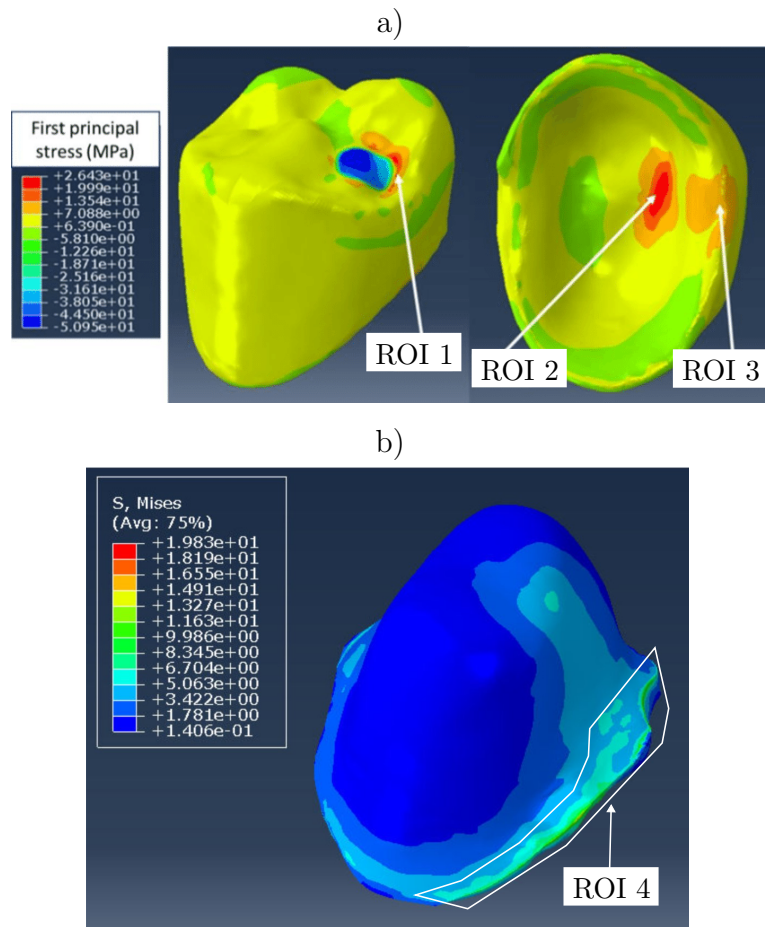 a)
First principal
stress (MPa)
+2.643e+01
+1.999e+01
+1.354e+01
+7.088e+00
+6.390e-01
-5.810e+00
-1.226e+01
-1.871e+01
-2.516e+01
-3.161e+01
-3.805e+01
-4.450e+01
-5.095e+01
ROI 1
ROI 2
ROI 3
b)
S, Mises
(Avg: 75%)
+1.983e+01
+1.819e+01
+1.655e+01
+1.491e+01
+1.327e+01
+1.163e+01
+9.986e+00
+8.345e+00
+6.704e+00
+5.063e+00
+3.422e+00
+1.781e+00
+1.406e-01
ROI 4